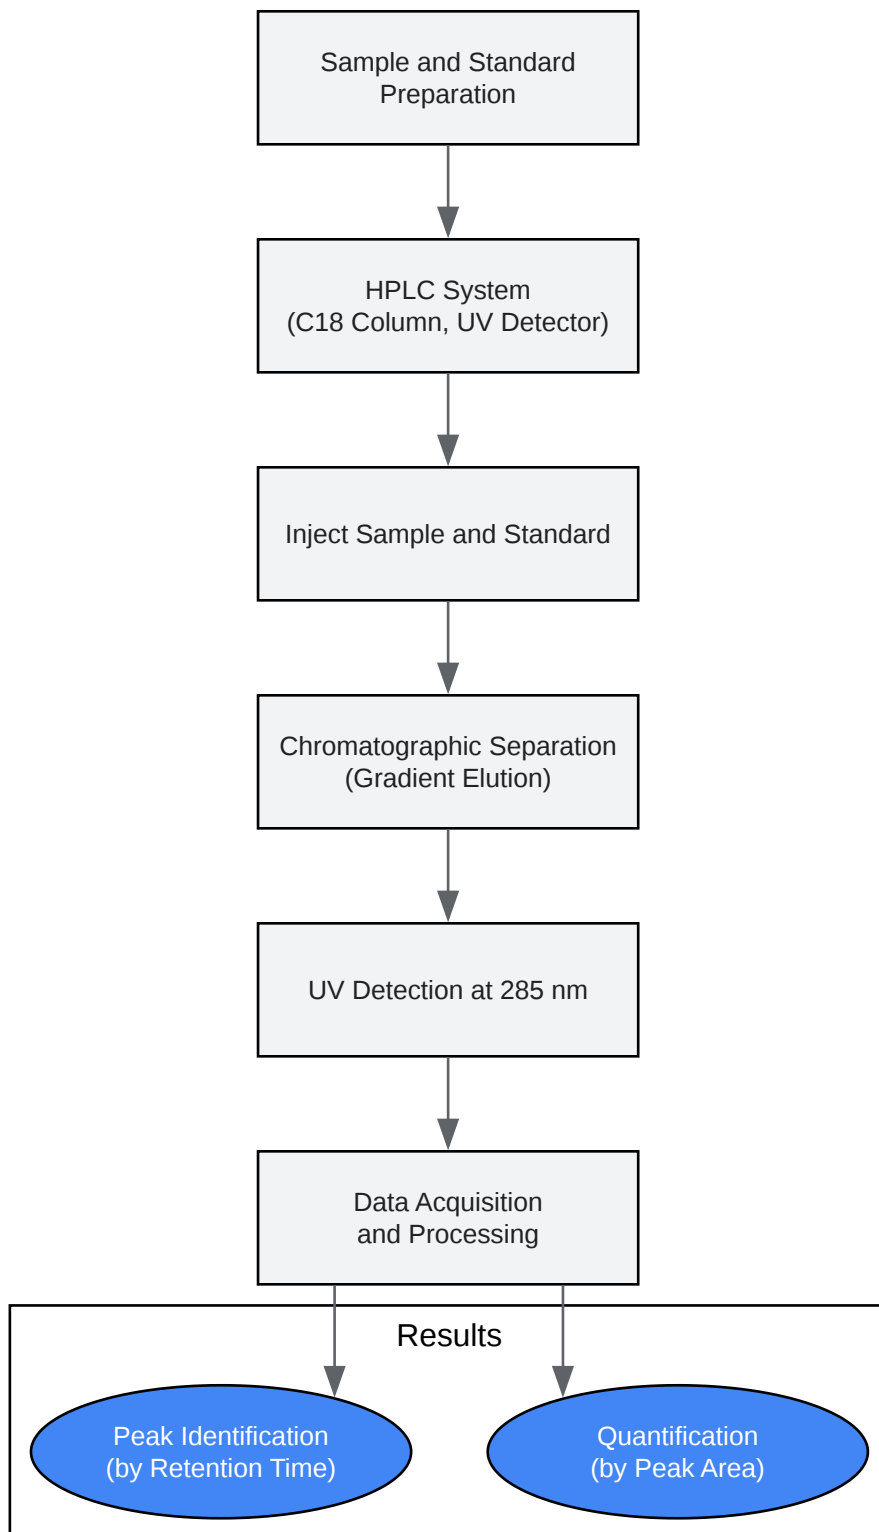 Sample and Standard
Preparation
HPLC System
(C18 Column, UV Detector)
Inject Sample and Standard
Chromatographic Separation
(Gradient Elution)
UV Detection at 285 nm
Data Acquisition
and Processing
Results
Peak Identification
(by Retention Time)
Quantification
(by Peak Area)